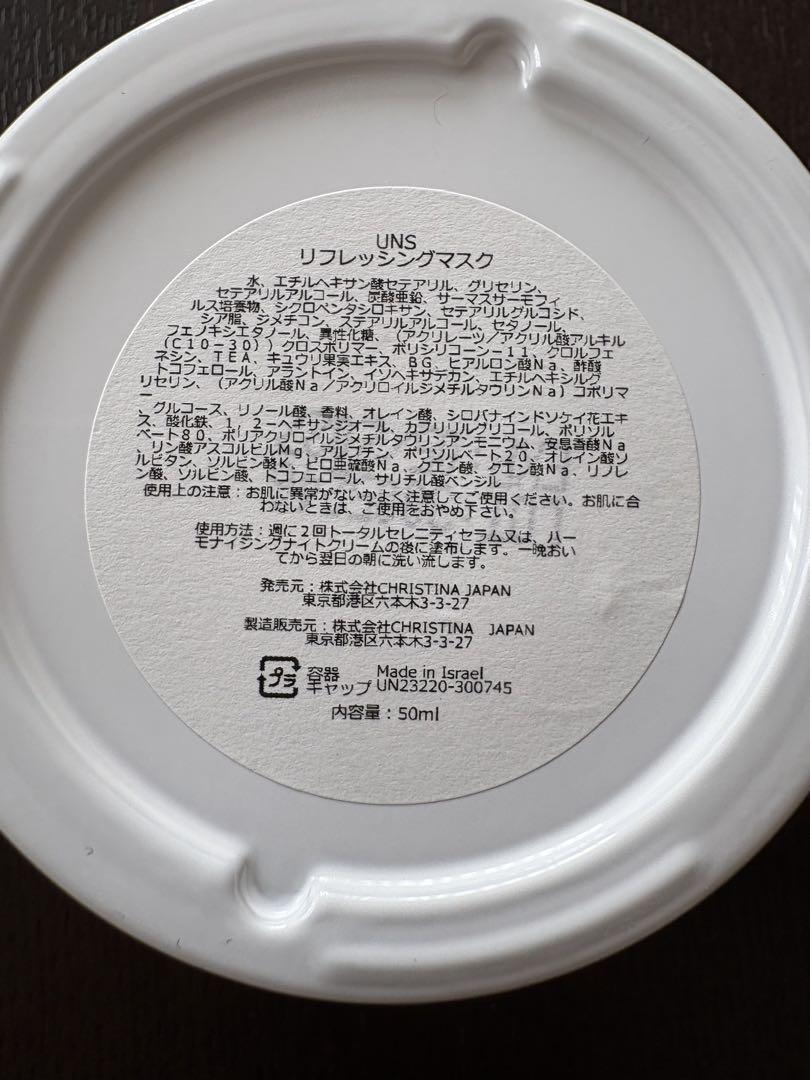 UNS
リフレッシングマスク
水、エチルヘキサン酸セテアリル、グリセリン、
セテアリルアルコール、炭酸亜鉛、サーマスサーモフィ
ルス培養物、シクロペンタシロキサン、セテアリルグルコシド、
シア脂、ジメチコン、ステアリルアルコール、セタノール、
フェノキシエタノール、異性化糖、（アクリレーツ／アクリル酸アルキル
（C10－30））クロスポリマー、ポリシリコーン－11、クロルフェ
ネシン、TEA、キュウリ果実エキス、BG、ヒアルロン酸Na、酢酸
トコフェロール、アラントイン、イソヘキサデカン、エチルヘキシルグ
リセリン、（アクリル酸Na／アクリロイルジメチルタウリンNa）コポリマ
ー
、グルコース、リノール酸、香料、オレイン酸、シロバナインドソケイ花エキ
ス、酸化鉄、1，2－ヘキサンジオール、カプリリルグリコール、ポリソル
ベート80、ポリアクリロイルジメチルタウリンアンモニウム、安息香酸Na
、リン酸アスコルビルMg、アルブチン、ポリソルベート20、オレイン酸ソ
ルビタン、ソルビン酸K、ピロ亜硫酸Na、クエン酸、クエン酸Na、リノレ
ン酸、ソルビン酸、トコフェロール、サリチル酸ベンジル
使用上の注意：お肌に異常がないかよく注意してご使用ください。お肌に合
わないときは、ご使用をおやめ下さい。
使用方法：週に2回トータルセレニティセラム又は、ハー
モナイジングナイトクリームの後に塗布します。一晩おい
てから翌日の朝に洗い流します。
発売元：株式会社CHRISTINA JAPAN
東京都港区六本木3-3-27
製造販売元：株式会社CHRISTINA　JAPAN
東京都港区六本木3-3-27
プラ 容器 Made in Israel
キャップ UN23220-300745
内容量：50ml